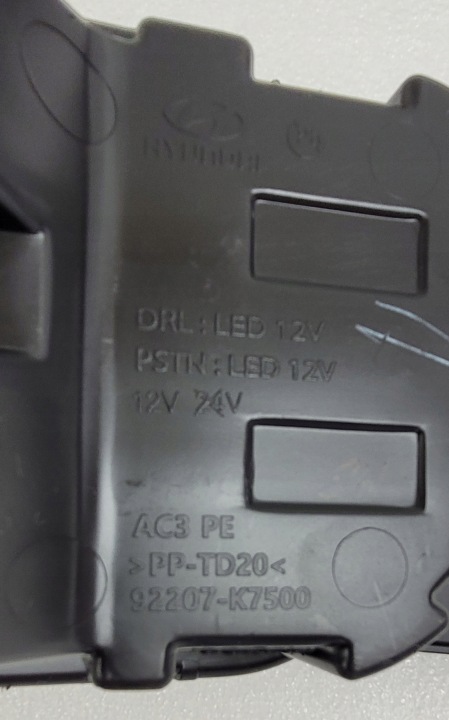 HYUNDAI
DRL : LED 12V
PSTN : LED 12V
12V 24V
AC3 PE
>PP-TD20<
92207-K7500